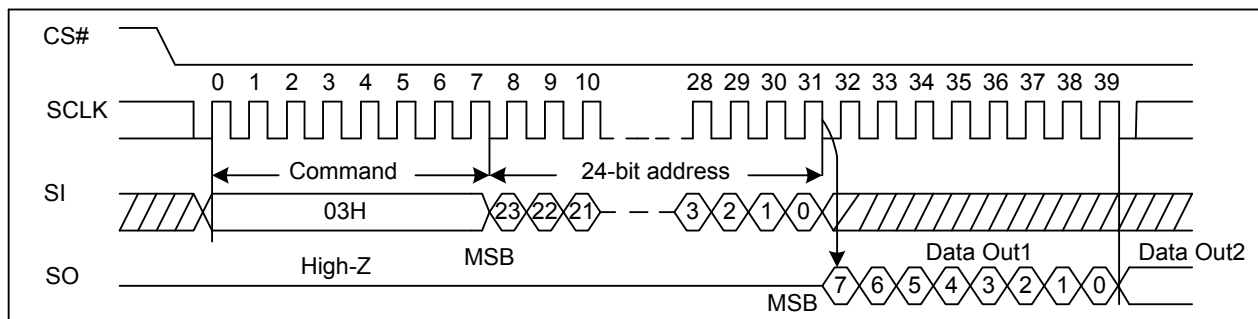 CS#
0 1 2 3 4 5 6 7 8 9 10 28 29 30 31 32 33 34 35 36 37 38 39
SCLK
Command 24-bit address
SI
03H 23 22 21 3 2 1 0
High-Z MSB Data Out1 Data Out2
SO
MSB 7 6 5 4 3 2 1 0